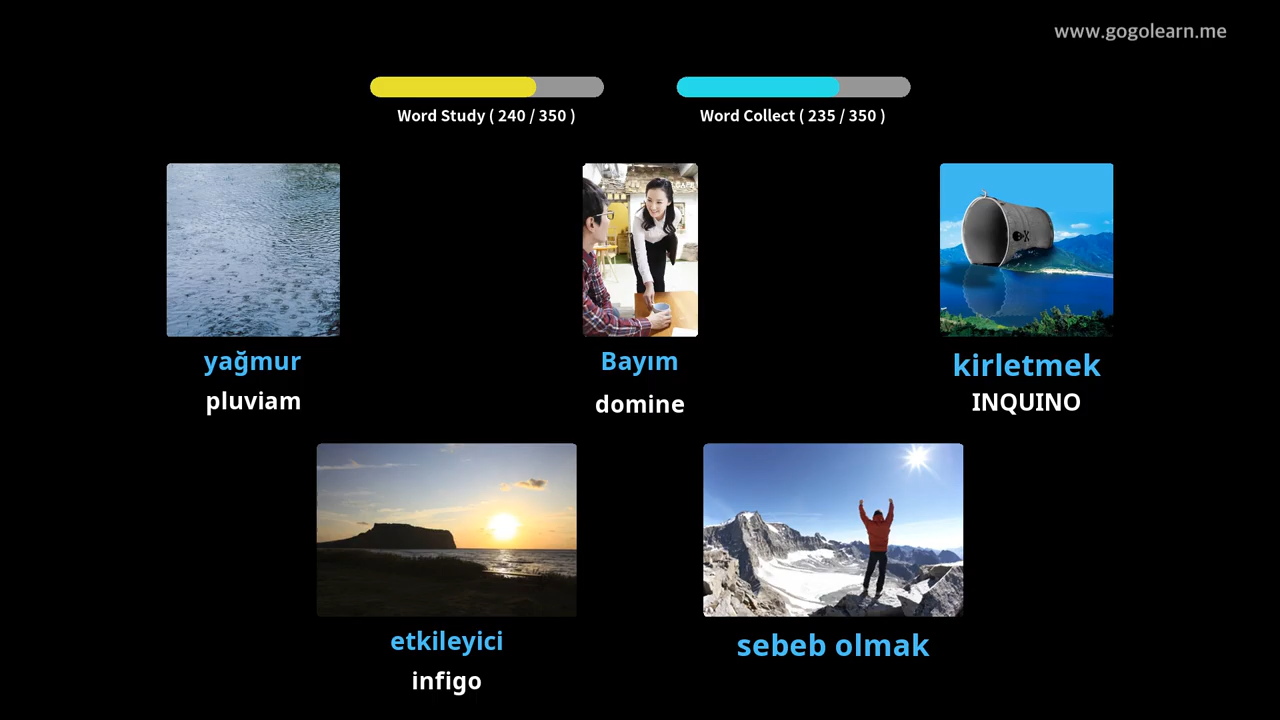 www.gogolearn.me
Word Study ( 240 / 350 )
Word Collect ( 235 / 350 )
yağmur
pluviam
Bayım
domine
kirletmek
INQUINO
etkileyici
infigo
sebeb olmak